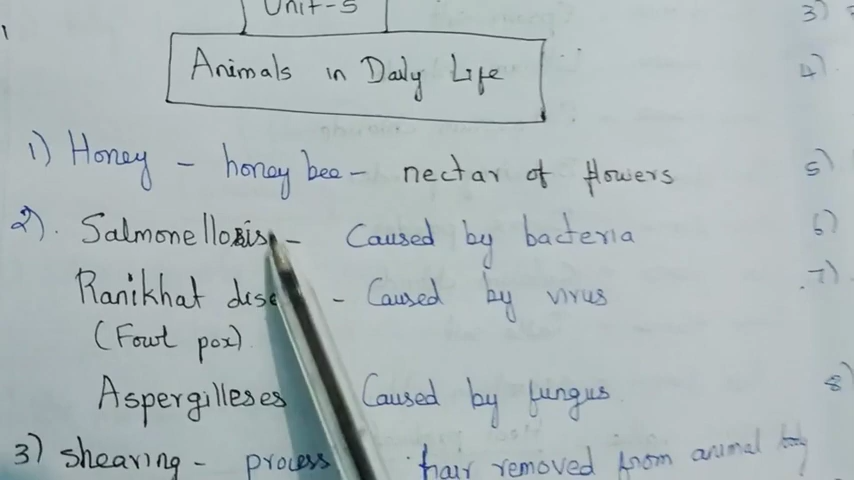 Unit-5
Animals in Daily Life
1) Honey - honey bee - nectar of flowers
2). Salmonellosis - Caused by bacteria
Ranikhat dise - Caused by virus
(Fowl pox)
Aspergilleses Caused by fungus
3) shearing - process hair removed from animal body
3)
4)
5)
6)
7)
8)